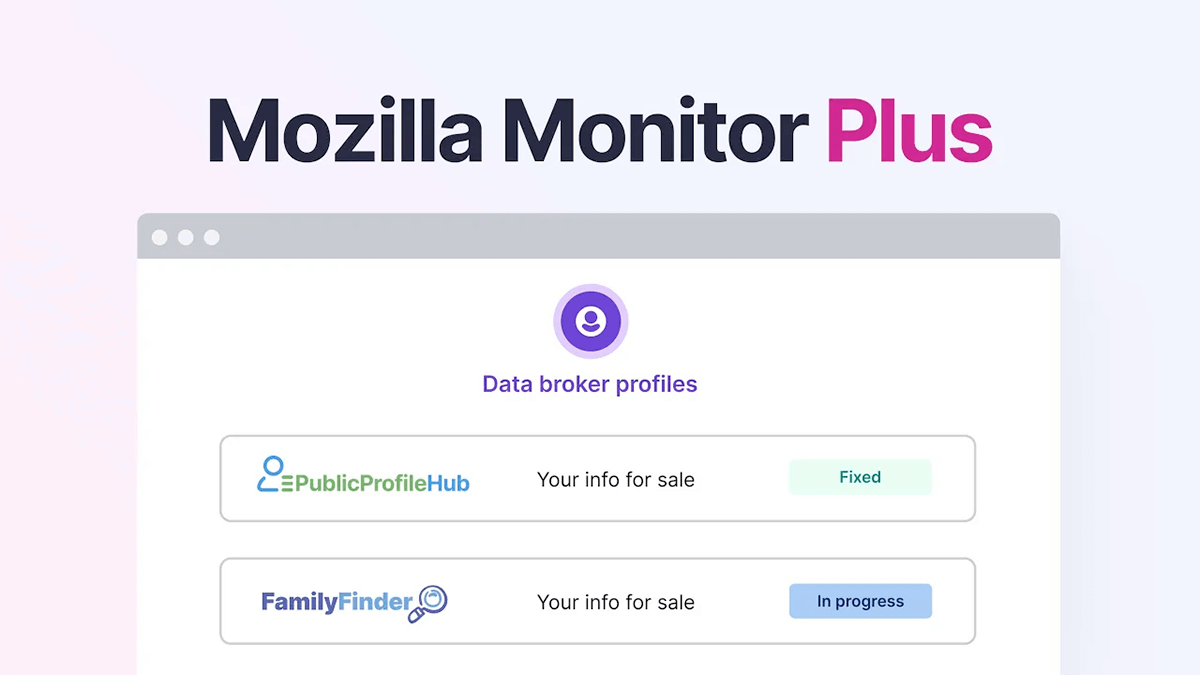 Mozilla Monitor Plus
Data broker profiles
PublicProfileHub Your info for sale Fixed
FamilyFinder Your info for sale In progress